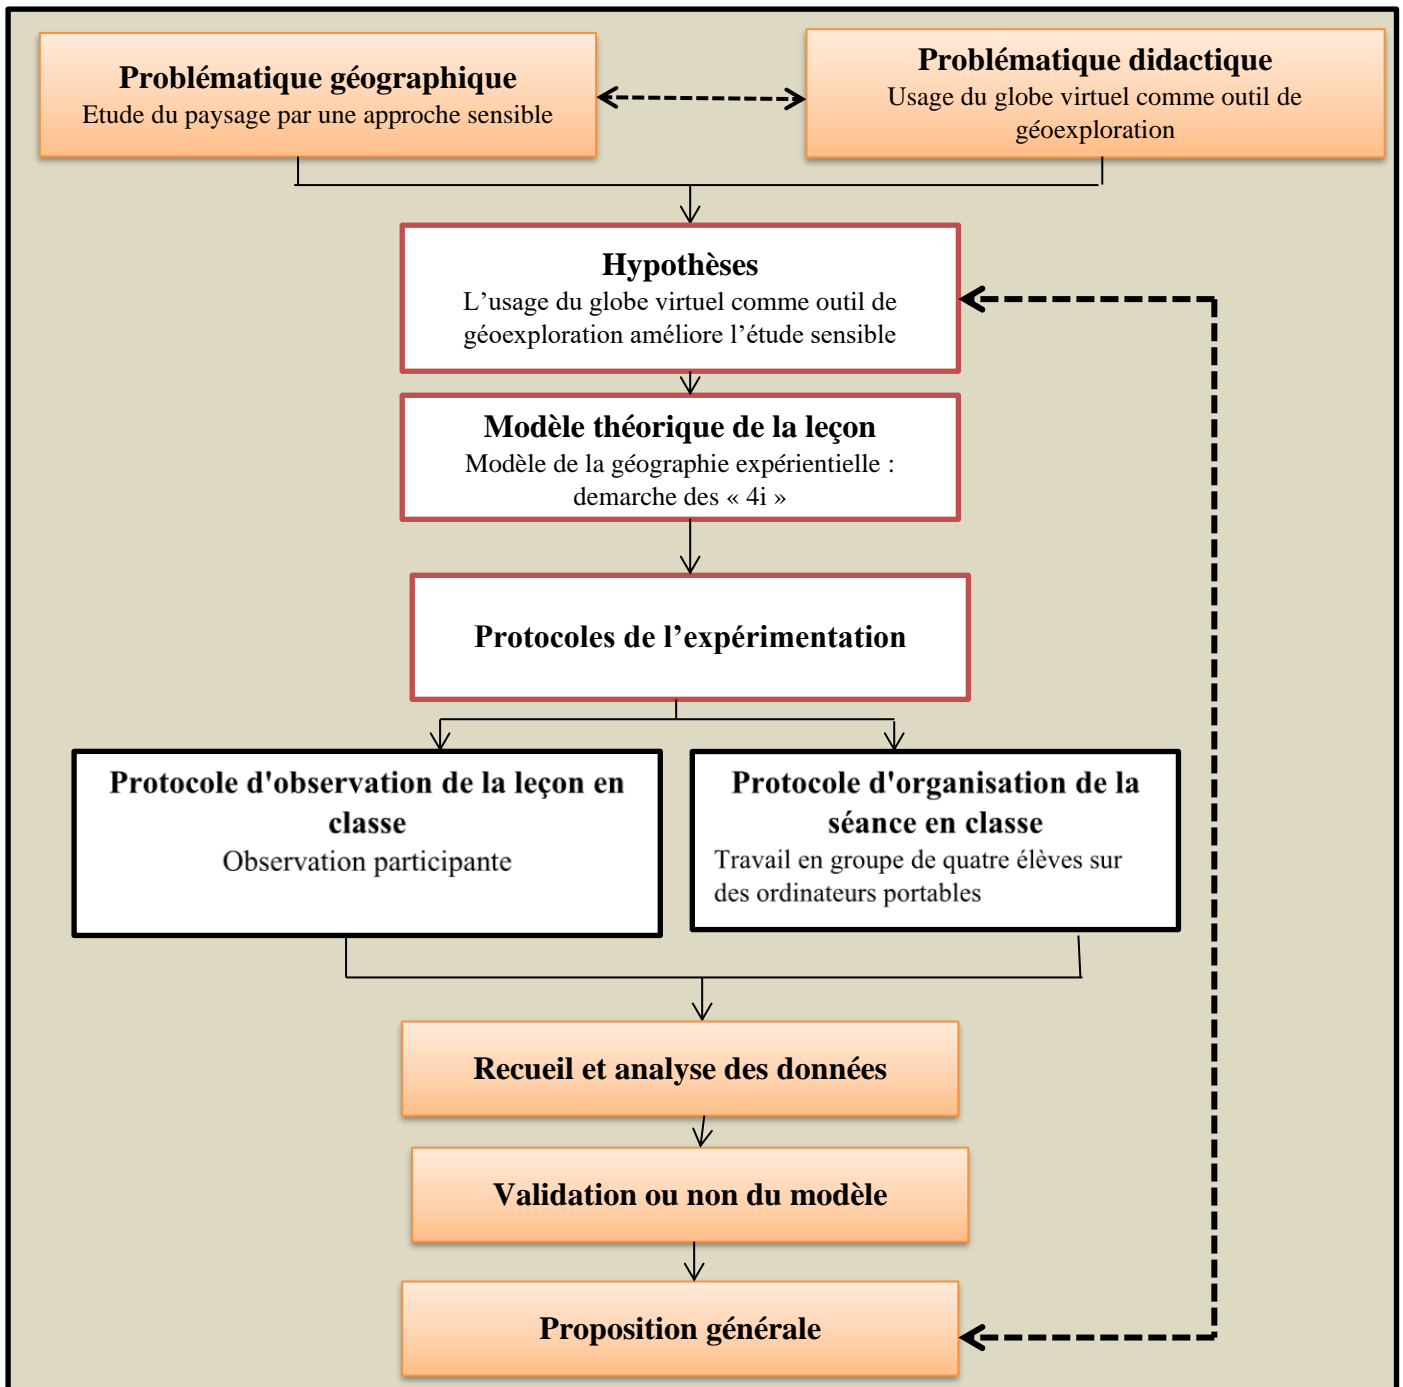 Problématique géographique
Etude du paysage par une approche sensible
Problématique didactique
Usage du globe virtuel comme outil de
géoexploration
Hypothèses
L’usage du globe virtuel comme outil de
géoexploration améliore l’étude sensible
Modèle théorique de la leçon
Modèle de la géographie expérientielle :
demarche des « 4i »
Protocoles de l’expérimentation
Protocole d'observation de la leçon en
classe
Observation participante
Protocole d'organisation de la
séance en classe
Travail en groupe de quatre élèves sur
des ordinateurs portables
Recueil et analyse des données
Validation ou non du modèle
Proposition générale